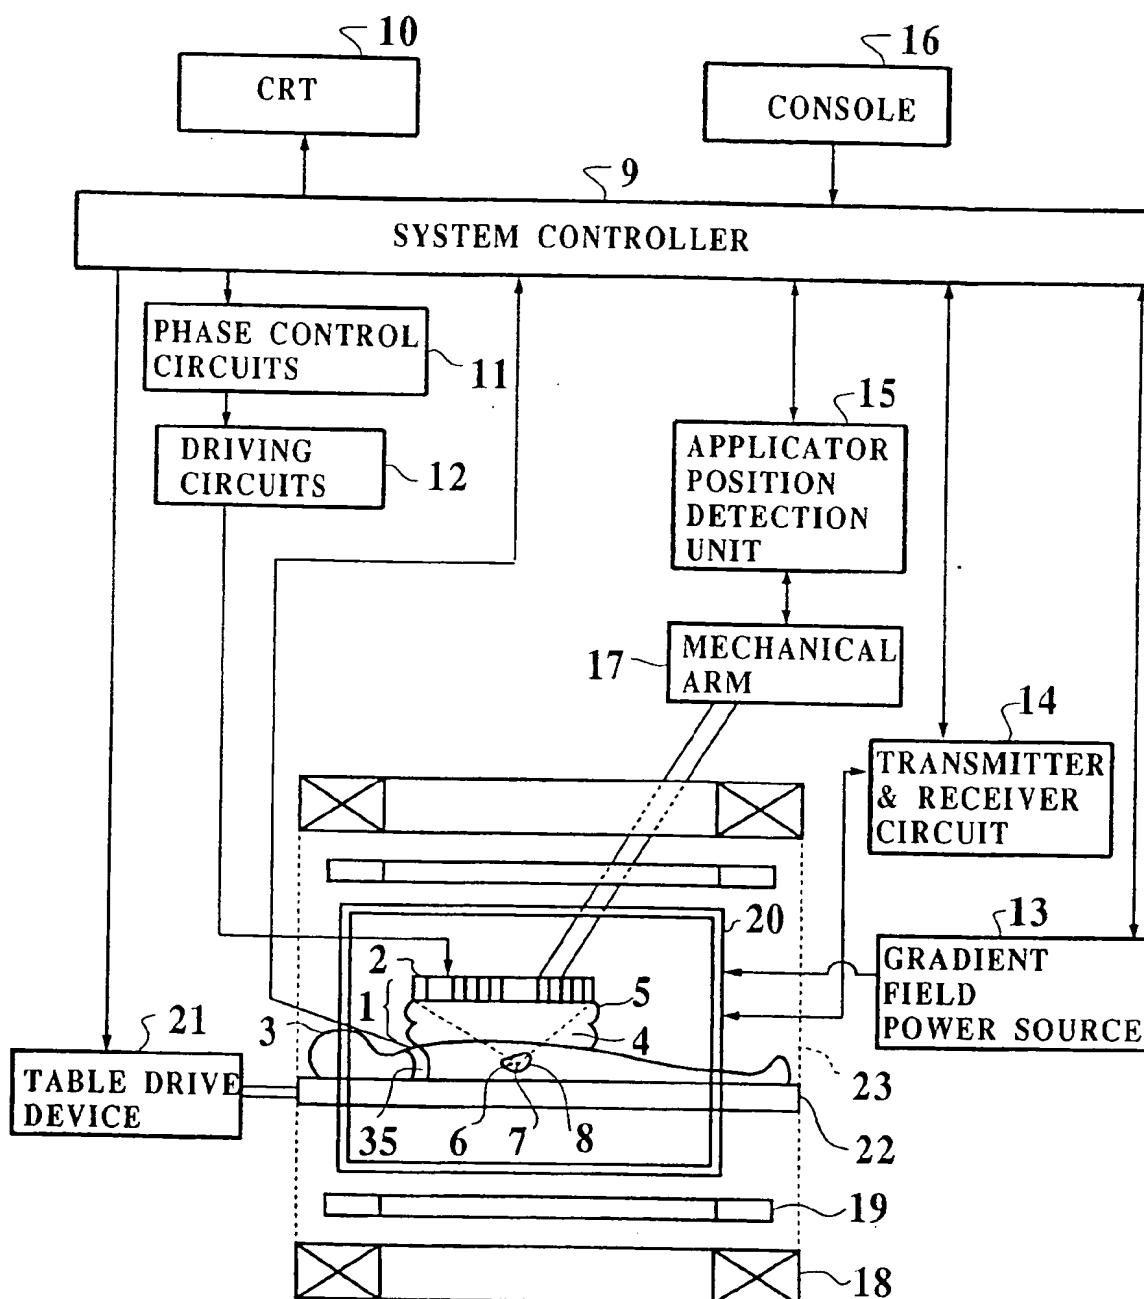 10
CRT
16
CONSOLE
9
SYSTEM CONTROLLER
PHASE CONTROL
CIRCUITS
11
DRIVING
CIRCUITS
12
15
APPLICATOR
POSITION
DETECTION
UNIT
MECHANICAL
ARM
17
14
TRANSMITTER
& RECEIVER
CIRCUIT
13
GRADIENT
FIELD
POWER SOURCE
20
2
1
5
3
4
21
TABLE DRIVE
DEVICE
35
6
7
8
23
22
19
18